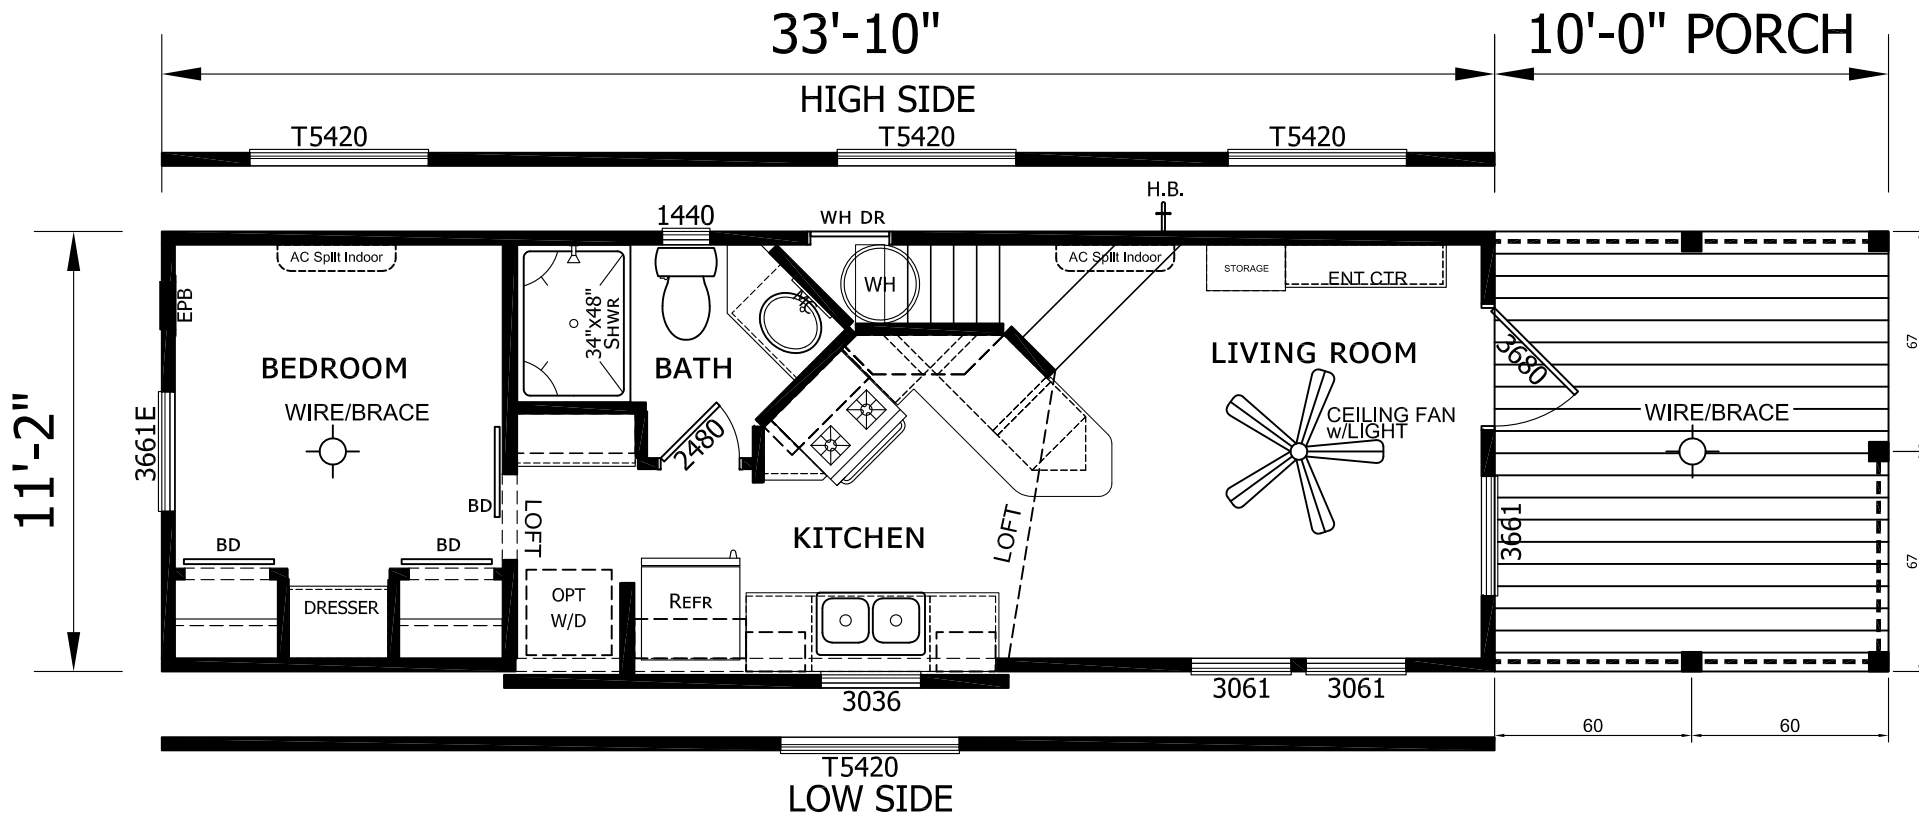 33'-10"
10'-0" PORCH
HIGH SIDE
T5420
T5420
T5420
H.B.
1440
WH DR
AC Split Indoor
AC Split Indoor
STORAGE
ENT CTR
WH
EPB
34"x48"
SHWR
MC
BEDROOM
BATH
LIVING ROOM
3680
67
WIRE/BRACE
CEILING FAN
w/LIGHT
WIRE/BRACE
11'-2"
3661E
2480
BD
LOFT
KITCHEN
LOFT
3661
BD
BD
67
DRESSER
OPT
W/D
REFR
3036
3061
3061
60
60
T5420
LOW SIDE